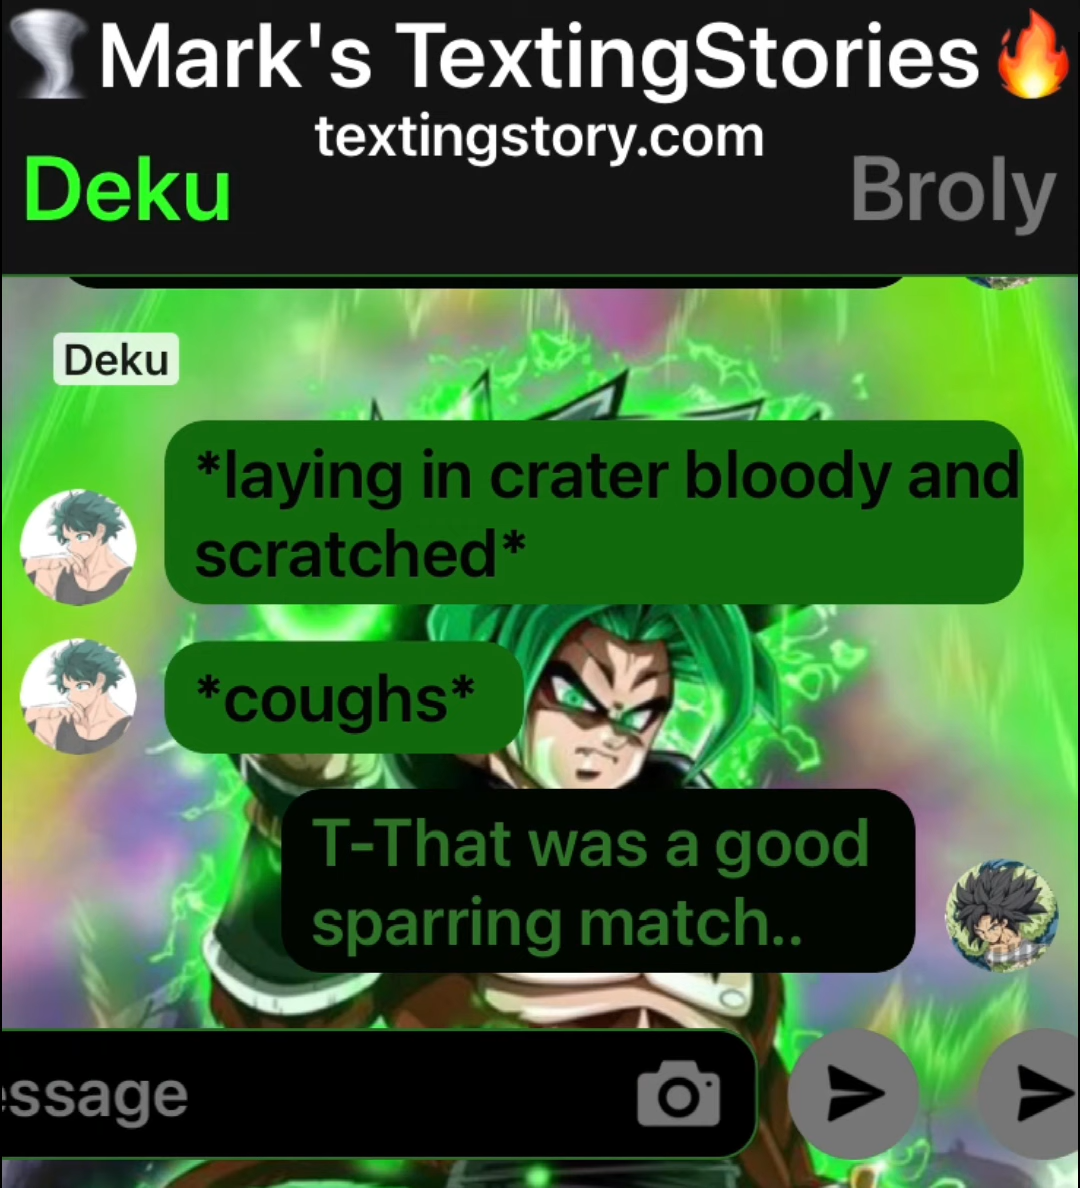 🌪Mark's TextingStories🔥
textingstory.com
Deku
Broly
Deku
*laying in crater bloody and
scratched*
*coughs*
T-That was a good
sparring match..
essage